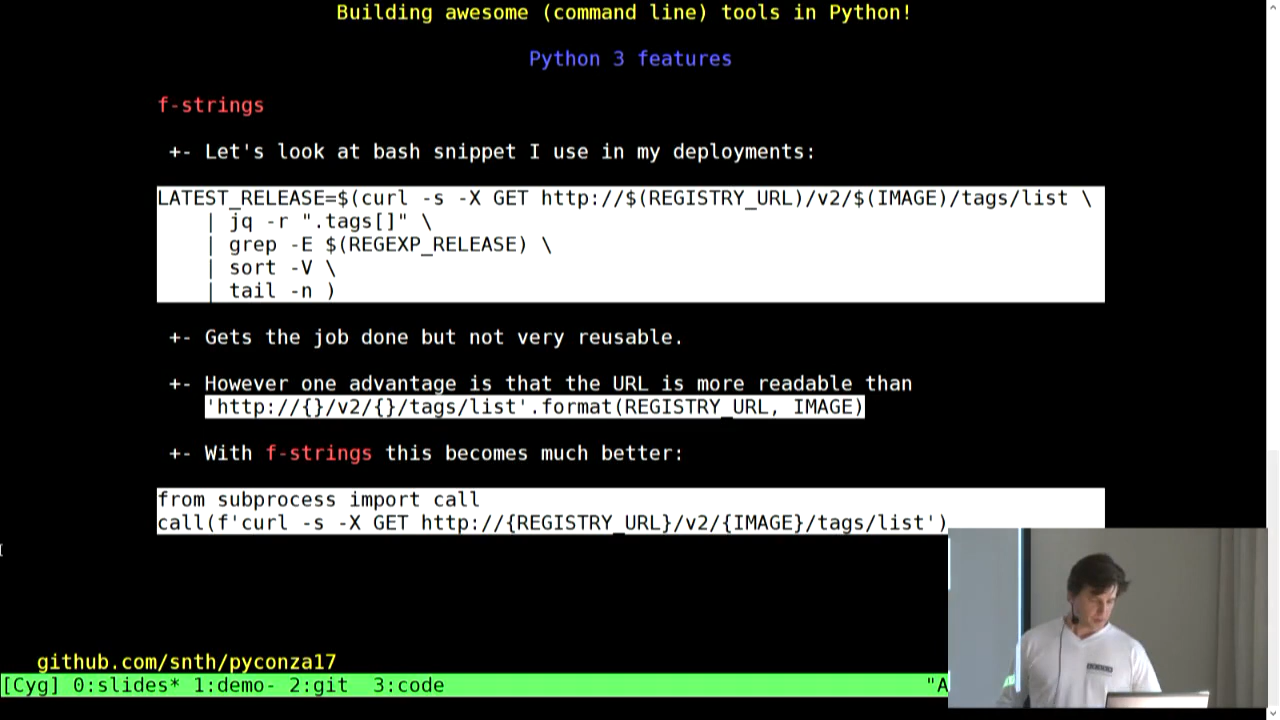 Building awesome (command line) tools in Python!
Python 3 features
f-strings
+- Let's look at bash snippet I use in my deployments:
LATEST_RELEASE=$(curl -s -X GET http://$(REGISTRY_URL)/v2/$(IMAGE)/tags/list \
| jq -r ".tags[]" \
| grep -E $(REGEXP_RELEASE) \
| sort -V \
| tail -n )
+- Gets the job done but not very reusable.
+- However one advantage is that the URL is more readable than
'http://{}/v2/{}/tags/list'.format(REGISTRY_URL, IMAGE)
+- With f-strings this becomes much better:
from subprocess import call
call(f'curl -s -X GET http://{REGISTRY_URL}/v2/{IMAGE}/tags/list')
github.com/snth/pyconza17
[Cyg] 0:slides* 1:demo- 2:git 3:code "A